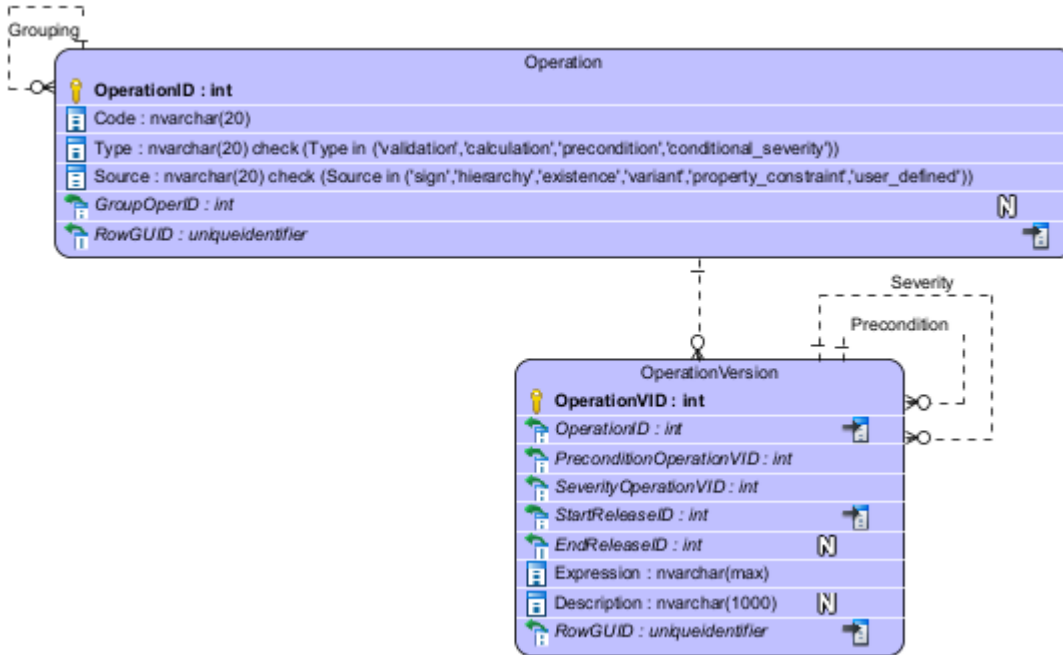 Grouping
Operation
OperationID : int
Code : nvarchar(20)
Type : nvarchar(20) check (Type in ('validation','calculation','precondition','conditional_severity'))
Source : nvarchar(20) check (Source in ('sign','hierarchy','existence','variant','property_constraint','user_defined'))
GroupOperID : int
N
RowGUID : uniqueidentifier
Severity
Precondition
OperationVersion
OperationVID : int
OperationID : int
PreconditionOperationVID : int
SeverityOperationVID : int
StartReleaseID : int
EndReleaseID : int
N
Expression : nvarchar(max)
Description : nvarchar(1000)
N
RowGUID : uniqueidentifier